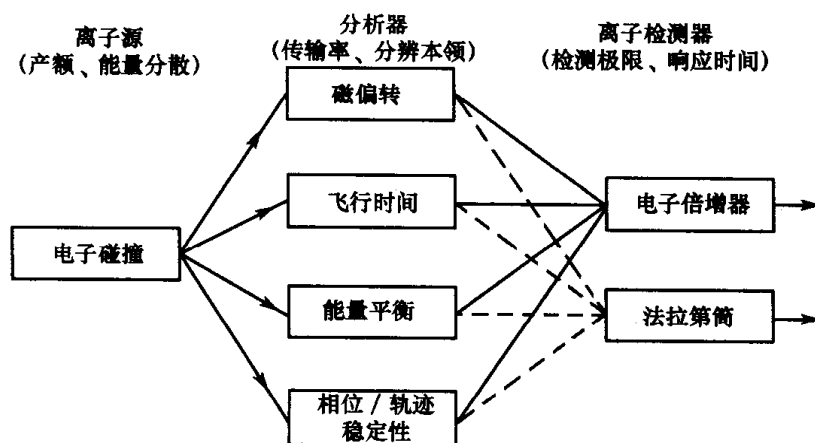 离子源
(产额、能量分散)
分析器
(传输率、分辨本领)
离子检测器
(检测极限、响应时间)
磁偏转
飞行时间
电子倍增器
电子碰撞
能量平衡
法拉第筒
相位/轨迹
稳定性